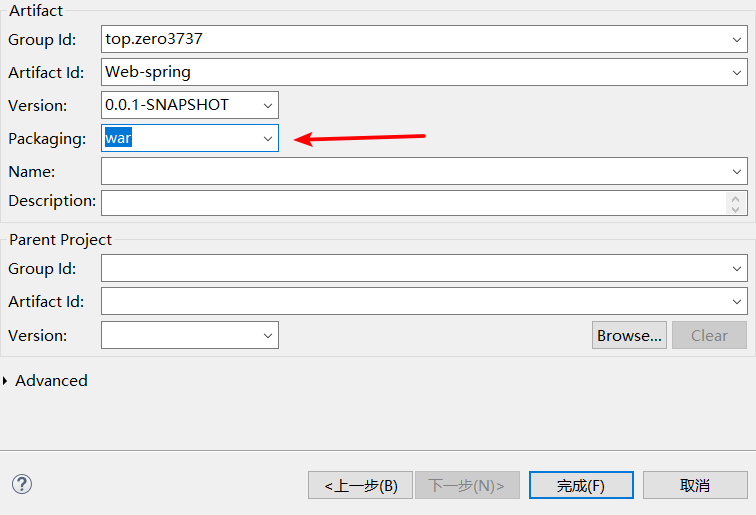 Artifact
Group Id: top.zero3737
Artifact Id: Web-spring
Version: 0.0.1-SNAPSHOT
Packaging: war
Name:
Description:
Parent Project
Group Id:
Artifact Id:
Version: Browse... Clear
Advanced
? <上一步(B) 下一步(N)> 完成(F) 取消